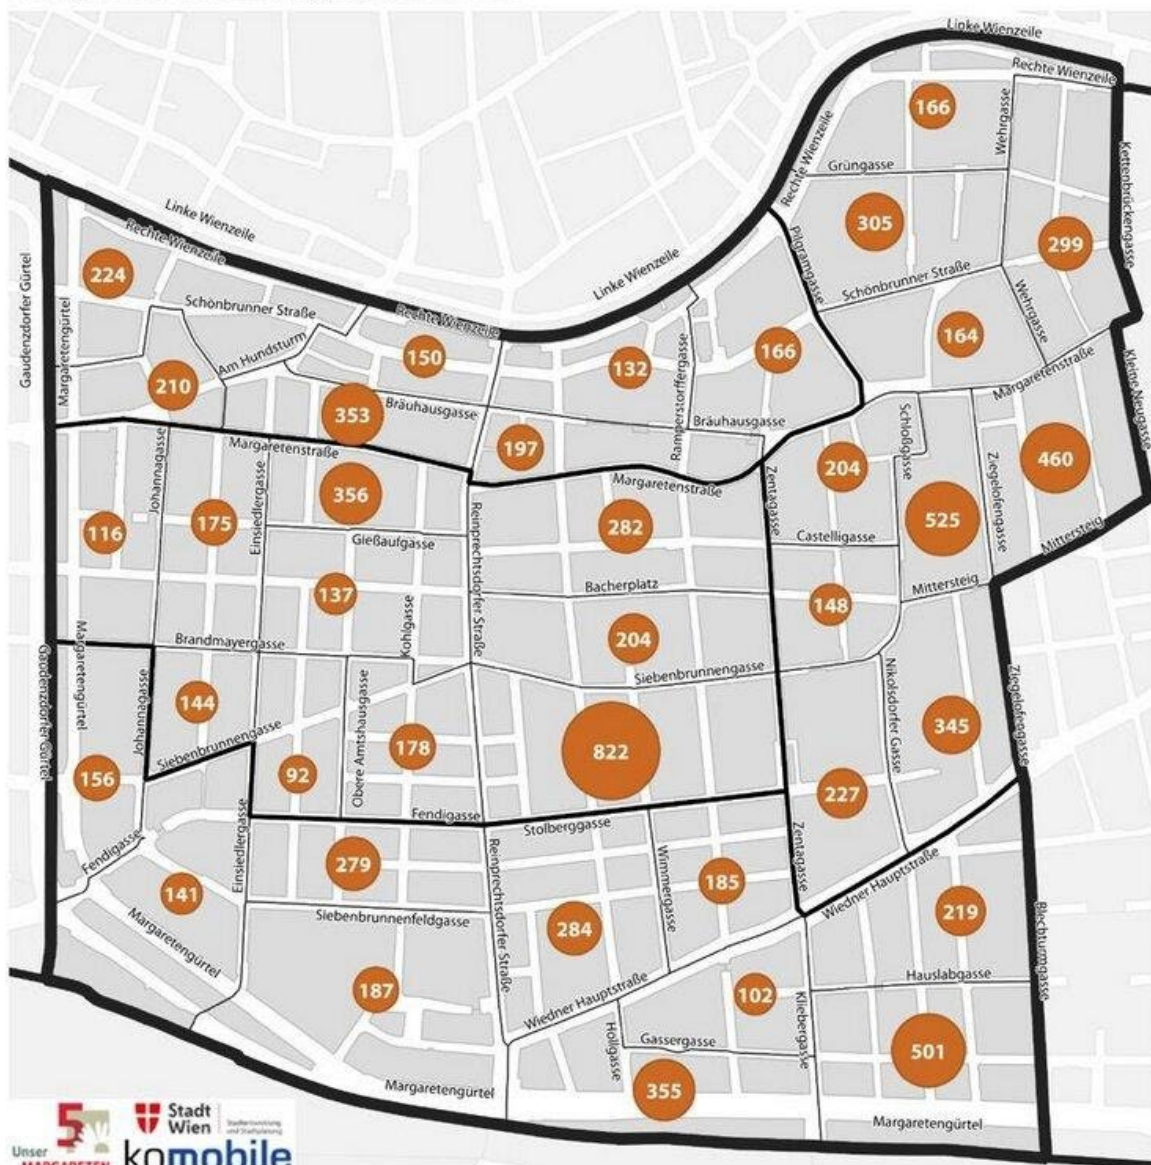 Linke Wienzeile
Rechte Wienzeile
166
Wehrgasse
Rechte Wienzeile
Grüngasse
Kettenbrückengasse
Linke Wienzeile
305
299
Rechte Wienzeile
Pilgramgasse
Linke Wienzeile
224
Gaudenzdorfer Gürtel
Schönbrunner Straße
Wehrgasse
Schönbrunner Straße
Rechte Wienzeile
Margaretengürtel
164
Am Hundsturm
150
132
Ramperstorffergasse
166
Margaretenstraße
Kleine Neugasse
210
353
Bräuhausgasse
Bräuhausgasse
Schloßgasse
Margaretenstraße
197
204
460
Johannagasse
Einsiedlergasse
356
Margaretenstraße
Zentagasse
Ziegelofengasse
116
175
Reinprechtsdorfer Straße
282
525
Gießaufgasse
Castelligasse
Mittersteig
137
Bacherplatz
148
Mittersteig
Kohlgasse
204
Brandmayergasse
Margaretengürtel
Siebenbrunnengasse
Gaudenzdorfer Gürtel
Johannagasse
144
Obere Amtshausgasse
Nikolsdorfer Gasse
345
Ziegelofengasse
Siebenbrunnengasse
178
822
156
92
227
Einsiedlergasse
Fendigasse
Stolberggasse
Zentagasse
Fendigasse
279
Reinprechtsdorfer Straße
Wimmergasse
185
Wiedner Hauptstraße
141
Siebenbrunnenfeldgasse
284
219
Blechturmgasse
Margaretengürtel
187
Wiedner Hauptstraße
102
Kliebergasse
Hauslabgasse
Hollgasse
Gassergasse
501
Margaretengürtel
355
Margaretengürtel
5
Stadt
Wien
Unser
MARGARETEN
komobile